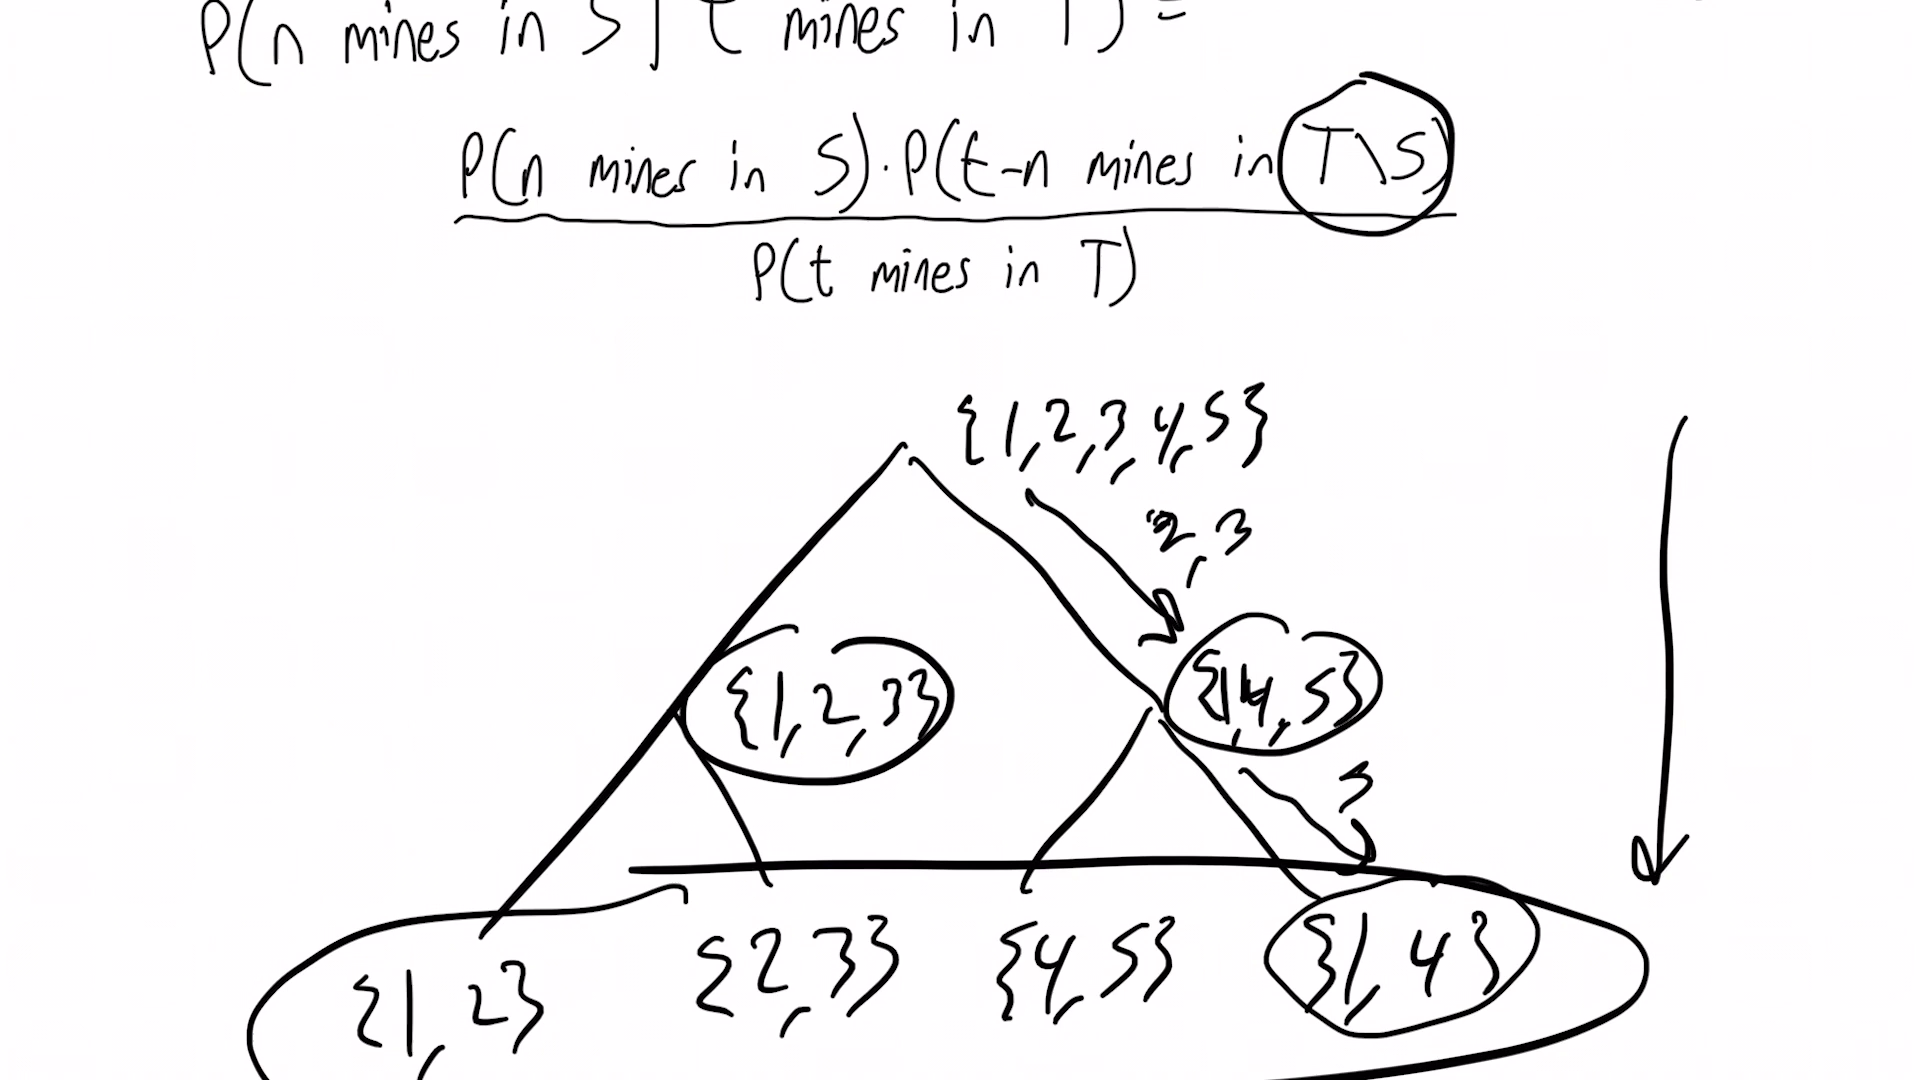 P(n mines in S | t mines in T) =
P(n mines in S) · P(t-n mines in T\S)
P(t mines in T)
{1,2,3,4,5}
2,3
{1,2,3} {1,4,5}
3
{1,2} {2,3} {4,5} {1,4}